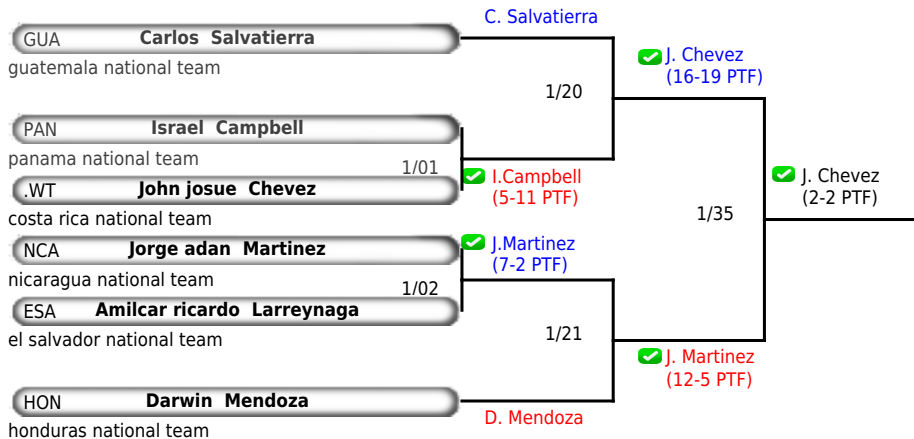 C. Salvatierra
GUA Carlos Salvatierra
guatemala national team
J. Chevez
(16-19 PTF)
1/20
PAN Israel Campbell
panama national team
1/01
I.Campbell
(5-11 PTF)
.WT John josue Chevez
costa rica national team
J. Chevez
(2-2 PTF)
1/35
NCA Jorge adan Martinez
nicaragua national team
J.Martinez
(7-2 PTF)
1/02
ESA Amilcar ricardo Larreynaga
el salvador national team
1/21
J. Martinez
(12-5 PTF)
HON Darwin Mendoza
honduras national team
D. Mendoza